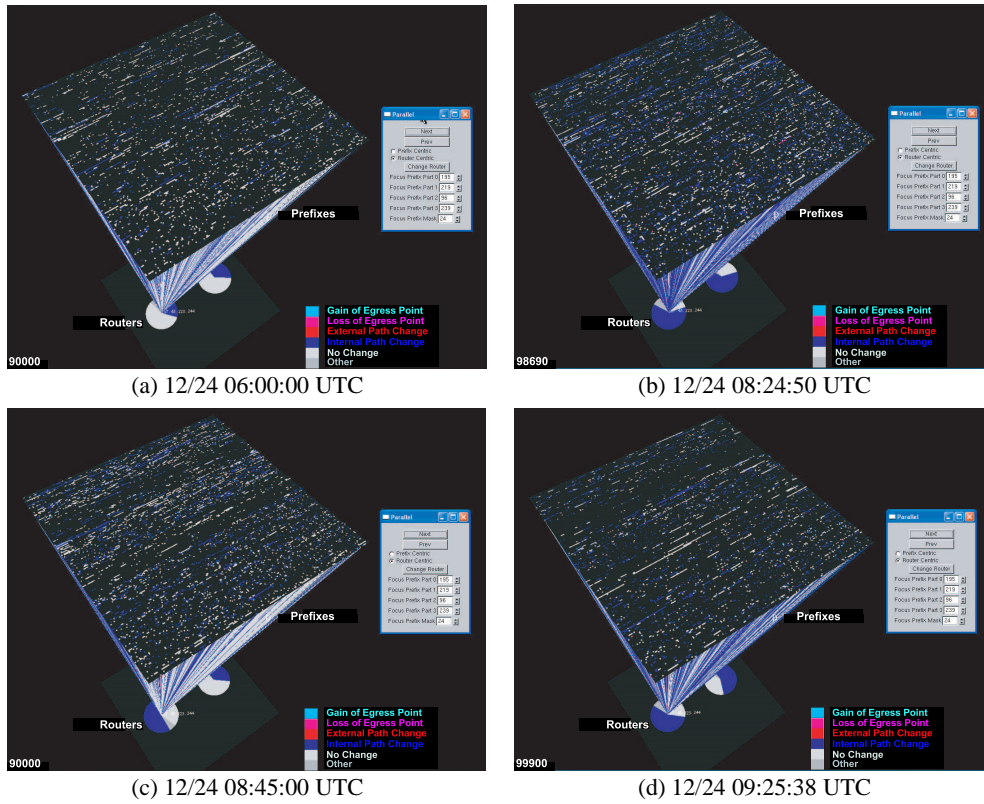 Parallel
Next
Prev
Prefix Centric
Router Centric
Change Router
Focus Prefix Part 0 195
Focus Prefix Part 1 219
Focus Prefix Part 2 96
Focus Prefix Part 3 239
Focus Prefix Mask 24
Prefixes
Routers
Gain of Egress Point
Loss of Egress Point
External Path Change
Internal Path Change
No Change
Other
90000
(a) 12/24 06:00:00 UTC
Parallel
Next
Prev
Prefix Centric
Router Centric
Change Router
Focus Prefix Part 0 195
Focus Prefix Part 1 219
Focus Prefix Part 2 96
Focus Prefix Part 3 239
Focus Prefix Mask 24
Prefixes
Routers
Gain of Egress Point
Loss of Egress Point
External Path Change
Internal Path Change
No Change
Other
98690
(b) 12/24 08:24:50 UTC
Parallel
Next
Prev
Prefix Centric
Router Centric
Change Router
Focus Prefix Part 0 195
Focus Prefix Part 1 219
Focus Prefix Part 2 96
Focus Prefix Part 3 239
Focus Prefix Mask 24
Prefixes
Routers
Gain of Egress Point
Loss of Egress Point
External Path Change
Internal Path Change
No Change
Other
90000
(c) 12/24 08:45:00 UTC
Parallel
Next
Prev
Prefix Centric
Router Centric
Change Router
Focus Prefix Part 0 195
Focus Prefix Part 1 219
Focus Prefix Part 2 96
Focus Prefix Part 3 239
Focus Prefix Mask 24
Prefixes
Routers
Gain of Egress Point
Loss of Egress Point
External Path Change
Internal Path Change
No Change
Other
99900
(d) 12/24 09:25:38 UTC